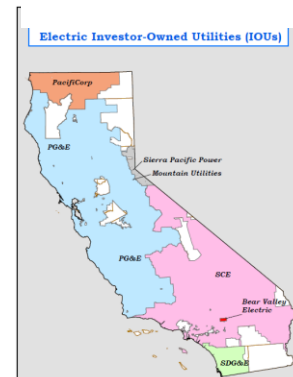 Electric Investor-Owned Utilities (IOUs)
PacifiCorp
PG&E
Sierra Pacific Power
Mountain Utilities
PG&E
SCE
Bear Valley
Electric
SDG&E